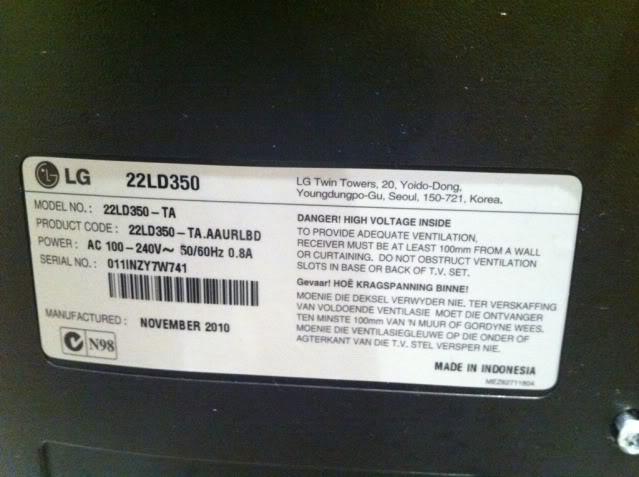 LG 22LD350
LG Twin Towers, 20, Yoido-Dong,
Youngdungpo-Gu, Seoul, 150-721, Korea.
MODEL NO. : 22LD350-TA
PRODUCT CODE : 22LD350-TA.AAURLBD
POWER : AC 100-240V~ 50/60Hz 0.8A
SERIAL NO. : 011INZY7W741
MANUFACTURED : NOVEMBER 2010
N98
DANGER! HIGH VOLTAGE INSIDE
TO PROVIDE ADEQUATE VENTILATION,
RECEIVER MUST BE AT LEAST 100mm FROM A WALL
OR CURTAINING. DO NOT OBSTRUCT VENTILATION
SLOTS IN BASE OR BACK OF T.V. SET.
Gevaar! HOË KRAGSPANNING BINNE!
MOENIE DIE DEKSEL VERWYDER NIE, TER VERSKAFFING
VAN VOLDOENDE VENTILASIE MOET DIE ONTVANGER
TEN MINSTE 100mm VAN 'N MUUR OF GORDYNE WEES.
MOENIE DIE VENTILASIEGLEUWE OP DIE ONDER OF
AGTERKANT VAN DIE T.V. STEL VERSPER NIE.
MADE IN INDONESIA
MEZ62711804